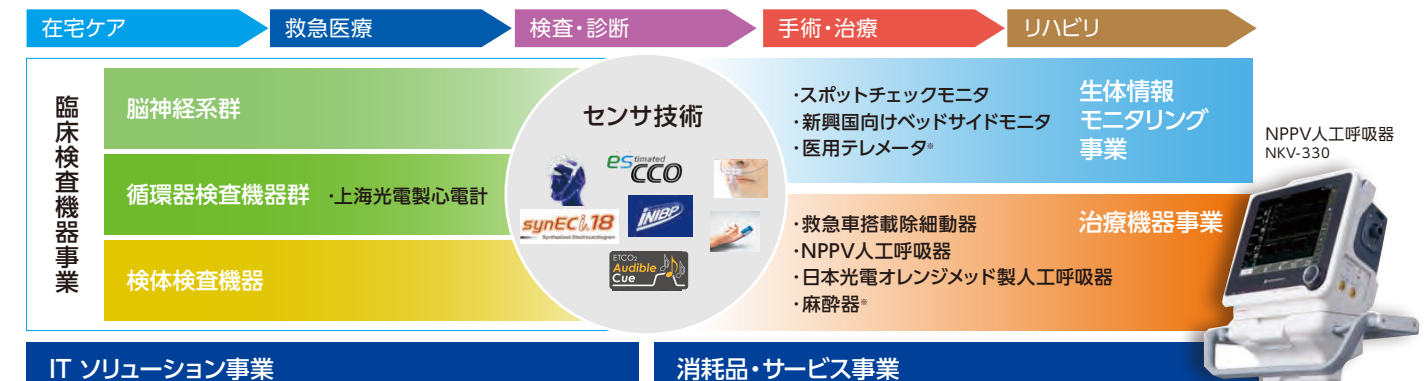 在宅ケア
救急医療
検査・診断
手術・治療
リハビリ
臨床検査機器事業
脳神経系群
循環器検査機器群 ・上海光電製心電計
検体検査機器
センサ技術
estimated
CCO
synECi18
Synthesized Electrocardiogram
iNIBP
ETCO₂
Audible
Cue
・スポットチェックモニタ
・新興国向けベッドサイドモニタ
・医用テレメータ※
生体情報
モニタリング
事業
・救急車搭載除細動器
・NPPV人工呼吸器
・日本光電オレンジメッド製人工呼吸器
・麻酔器※
治療機器事業
NPPV人工呼吸器
NKV-330
IT ソリューション事業
消耗品・サービス事業